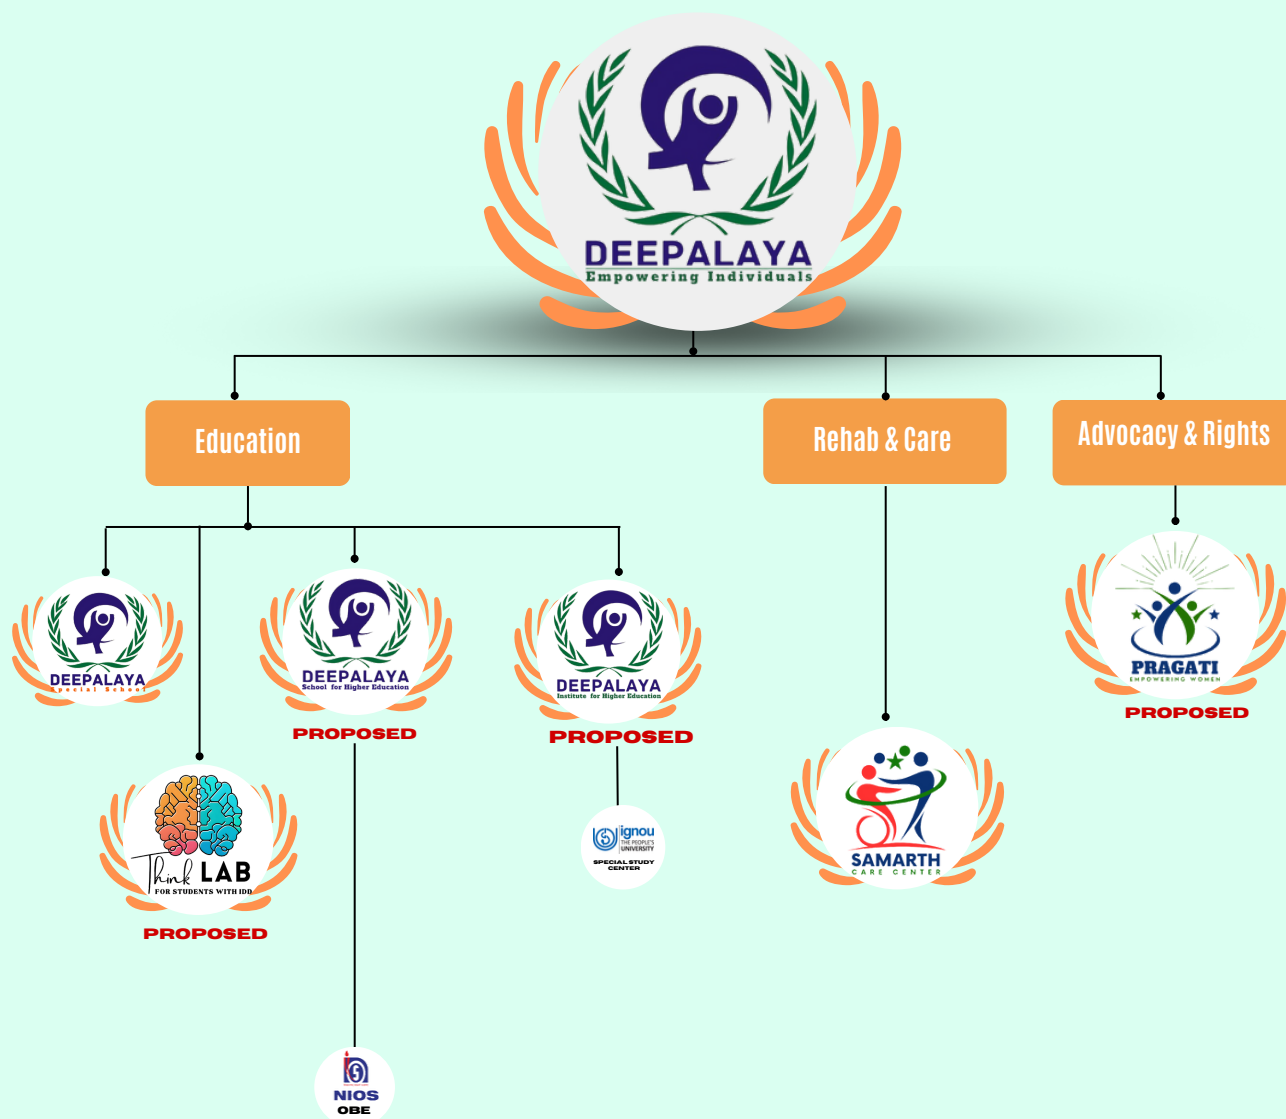 DEEPALAYA
Empowering Individuals
Education
Rehab & Care
Advocacy & Rights
DEEPALAYA
Special School
DEEPALAYA
School for Higher Education
PROPOSED
DEEPALAYA
Institute for Higher Education
PROPOSED
PRAGATI
EMPOWERING WOMEN
PROPOSED
Think LAB
FOR STUDENTS WITH IDD
PROPOSED
ignou
THE PEOPLE'S
UNIVERSITY
SPECIAL STUDY
CENTER
SAMARTH
CARE CENTER
NIOS
OBE